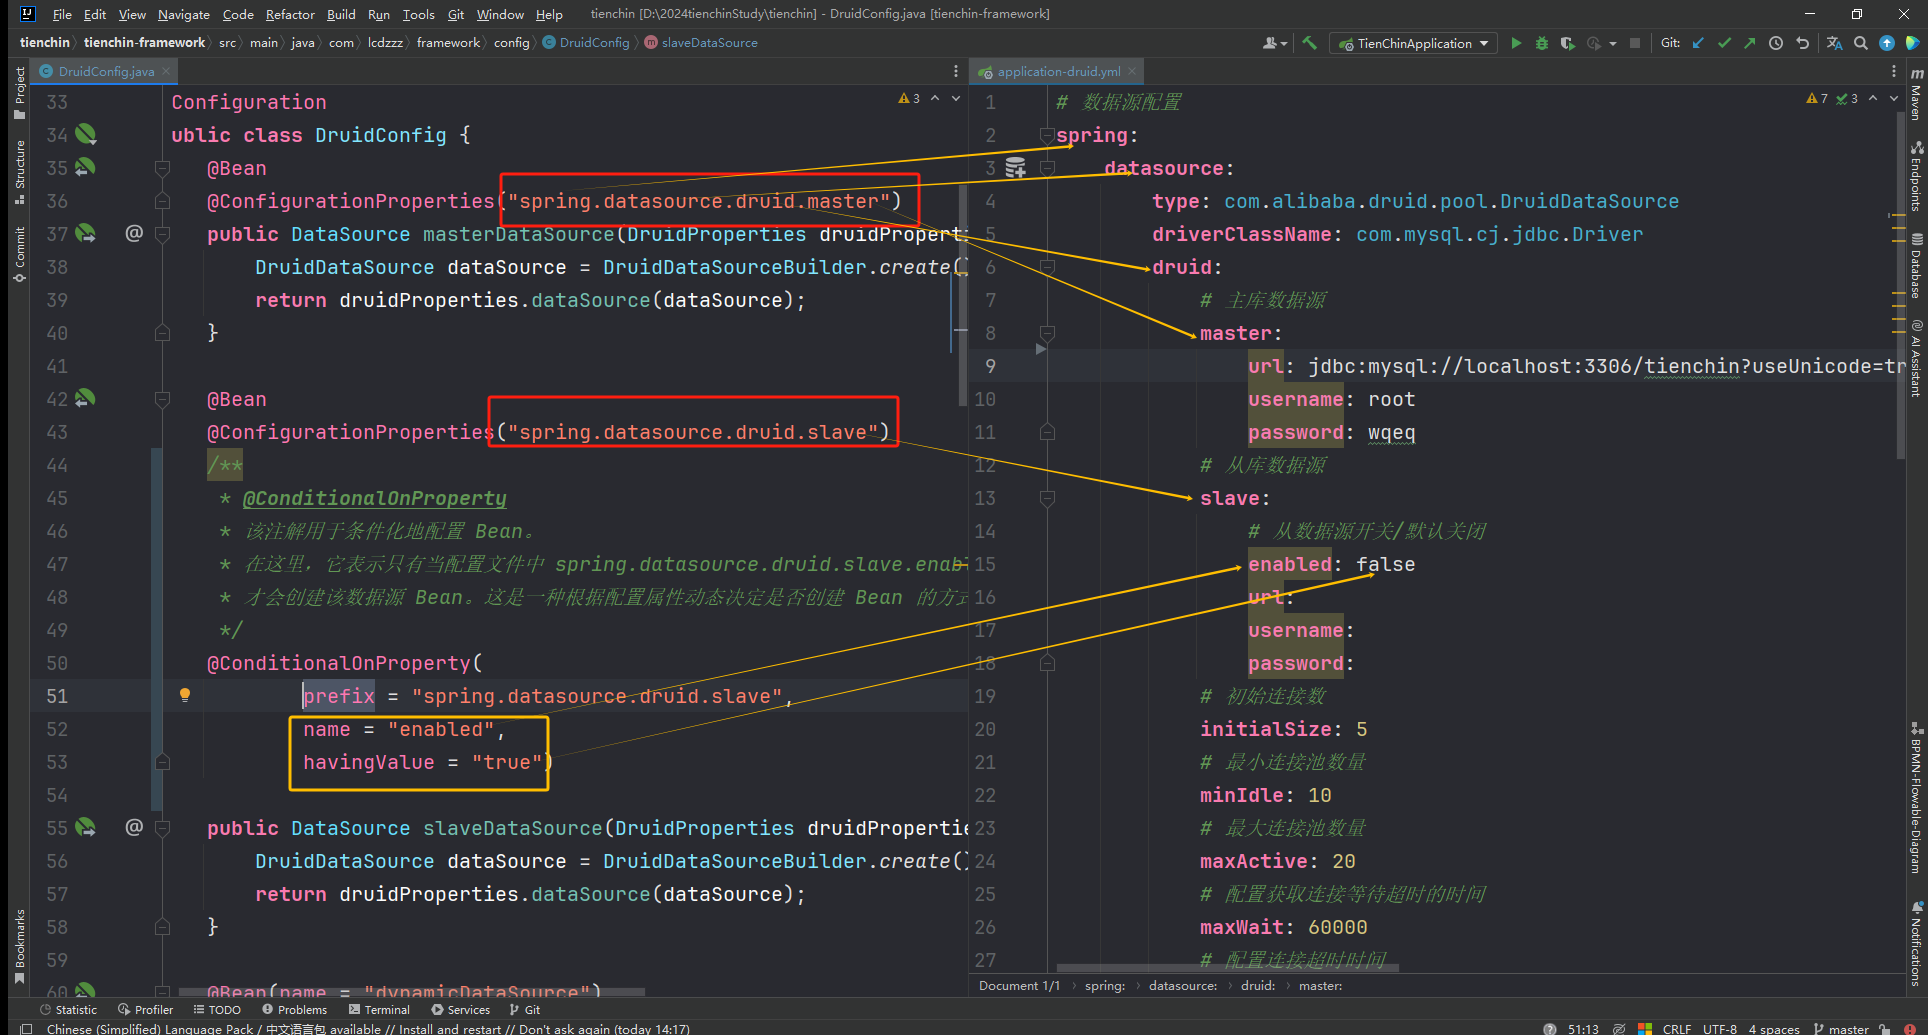 File Edit View Navigate Code Refactor Build Run Tools Git Window Help tienchin [D:\2024tienchinStudy\tienchin] - DruidConfig.java [tienchin-framework]
tienchin tienchin-framework src main java com lcdzzz framework config DruidConfig slaveDataSource TienChinApplication Git:
DruidConfig.java
33 Configuration
34 ublic class DruidConfig {
35 @Bean
36 @ConfigurationProperties("spring.datasource.druid.master")
37 public DataSource masterDataSource(DruidProperties druidProperti
38 DruidDataSource dataSource = DruidDataSourceBuilder.create()
39 return druidProperties.dataSource(dataSource);
40 }
41
42 @Bean
43 @ConfigurationProperties("spring.datasource.druid.slave")
44 /**
45 * @ConditionalOnProperty
46 * 该注解用于条件化地配置 Bean。
47 * 在这里，它表示只有当配置文件中 spring.datasource.druid.slave.enab
48 * 才会创建该数据源 Bean。这是一种根据配置属性动态决定是否创建 Bean 的方式
49 */
50 @ConditionalOnProperty(
51 prefix = "spring.datasource.druid.slave",
52 name = "enabled",
53 havingValue = "true")
54
55 public DataSource slaveDataSource(DruidProperties druidPropertie
56 DruidDataSource dataSource = DruidDataSourceBuilder.create()
57 return druidProperties.dataSource(dataSource);
58 }
59
60 @Bean(name = "dynamicDataSource")
3
application-druid.yml
7 3
1 # 数据源配置
2 spring:
3 datasource:
4 type: com.alibaba.druid.pool.DruidDataSource
5 driverClassName: com.mysql.cj.jdbc.Driver
6 druid:
7 # 主库数据源
8 master:
9 url: jdbc:mysql://localhost:3306/tienchin?useUnicode=tr
10 username: root
11 password: wqeq
12 # 从库数据源
13 slave:
14 # 从数据源开关/默认关闭
15 enabled: false
16 url:
17 username:
18 password:
19 # 初始连接数
20 initialSize: 5
21 # 最小连接池数量
22 minIdle: 10
23 # 最大连接池数量
24 maxActive: 20
25 # 配置获取连接等待超时的时间
26 maxWait: 60000
27 # 配置连接超时时间
Document 1/1 spring: datasource: druid: master:
Project
Structure
Commit
Bookmarks
Maven
Endpoints
Database
AI Assistant
BPMN-Flowable-Diagram
Notifications
Statistic Profiler TODO Problems Terminal Services Git
Chinese (Simplified) Language Pack / 中文语言包 available // Install and restart // Don't ask again (today 14:17) 51:13 CRLF UTF-8 4 spaces master